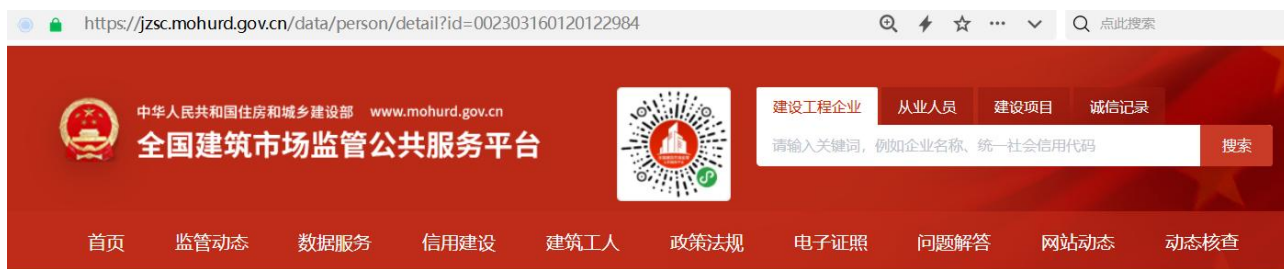 https://jzsc.mohurd.gov.cn/data/person/detail?id=002303160120122984
点此搜索
中华人民共和国住房和城乡建设部 www.mohurd.gov.cn
全国建筑市场监管公共服务平台
建设工程企业 从业人员 建设项目 诚信记录
请输入关键词，例如企业名称、统一社会信用代码 搜索
首页 监管动态 数据服务 信用建设 建筑工人 政策法规 电子证照 问题解答 网站动态 动态核查